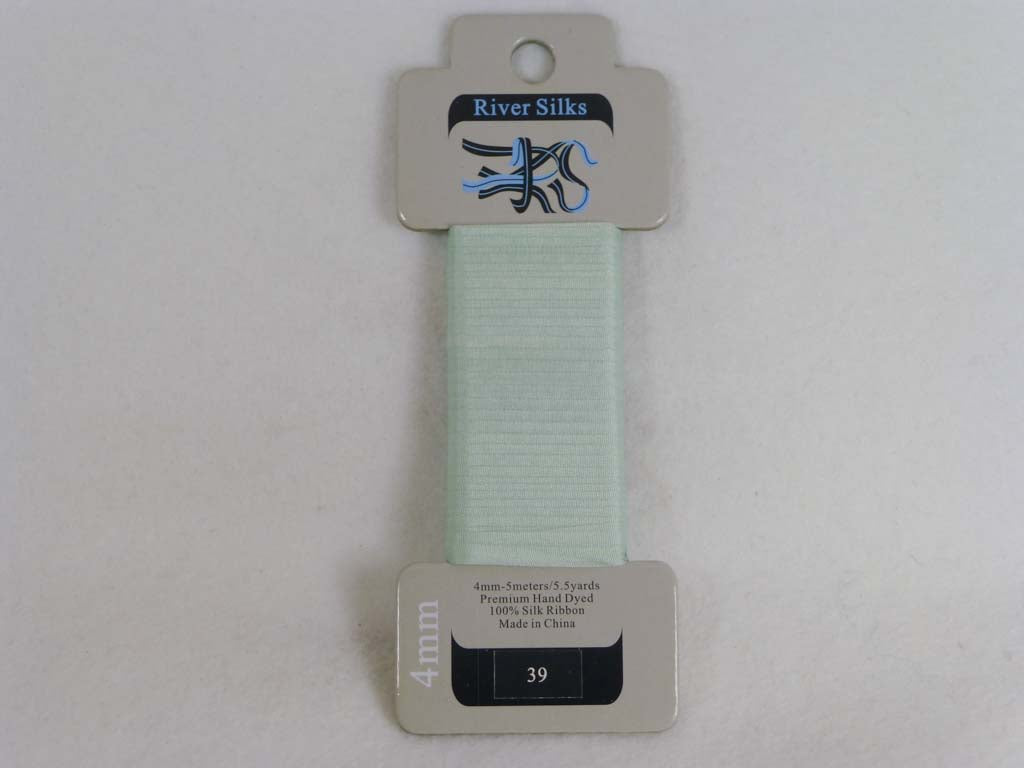 River Silks
4mm-5meters/5.5yards
Premium Hand Dyed
100% Silk Ribbon
Made in China
4mm
39